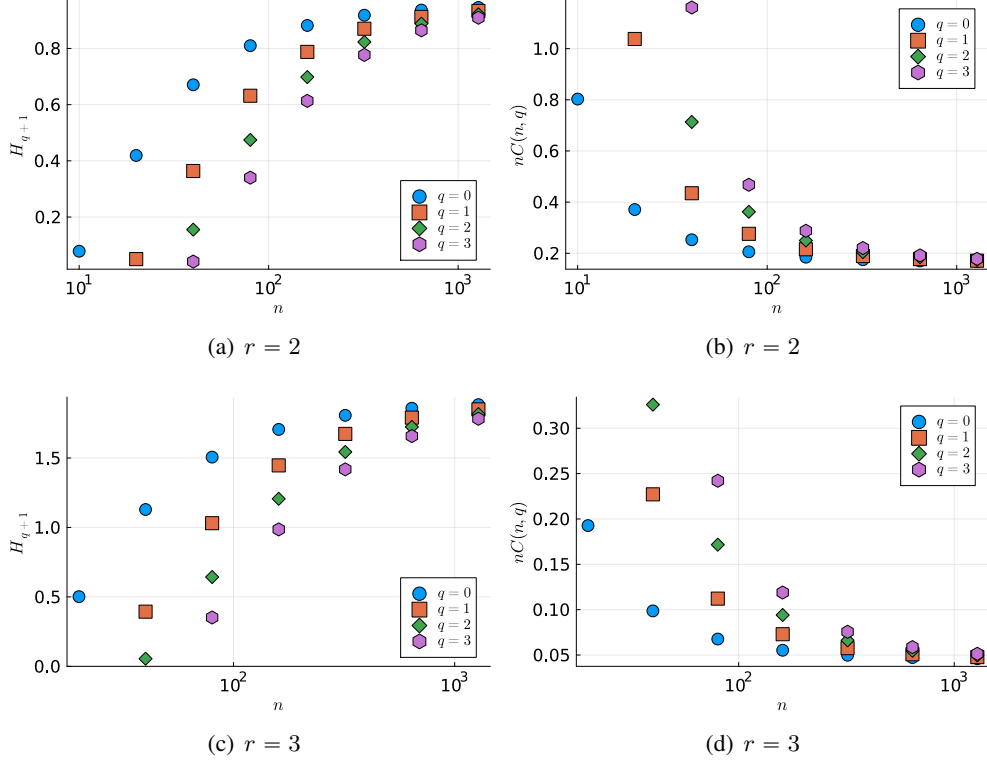 0.8
0.6
0.4
0.2
H_{q+1}
10^1
10^2
10^3
n
q = 0
q = 1
q = 2
q = 3
(a) r = 2
1.0
0.8
0.6
0.4
0.2
nC(n, q)
10^1
10^2
10^3
n
q = 0
q = 1
q = 2
q = 3
(b) r = 2
1.5
1.0
0.5
0.0
H_{q+1}
10^2
10^3
n
q = 0
q = 1
q = 2
q = 3
(c) r = 3
0.30
0.25
0.20
0.15
0.10
0.05
nC(n, q)
10^2
10^3
n
q = 0
q = 1
q = 2
q = 3
(d) r = 3